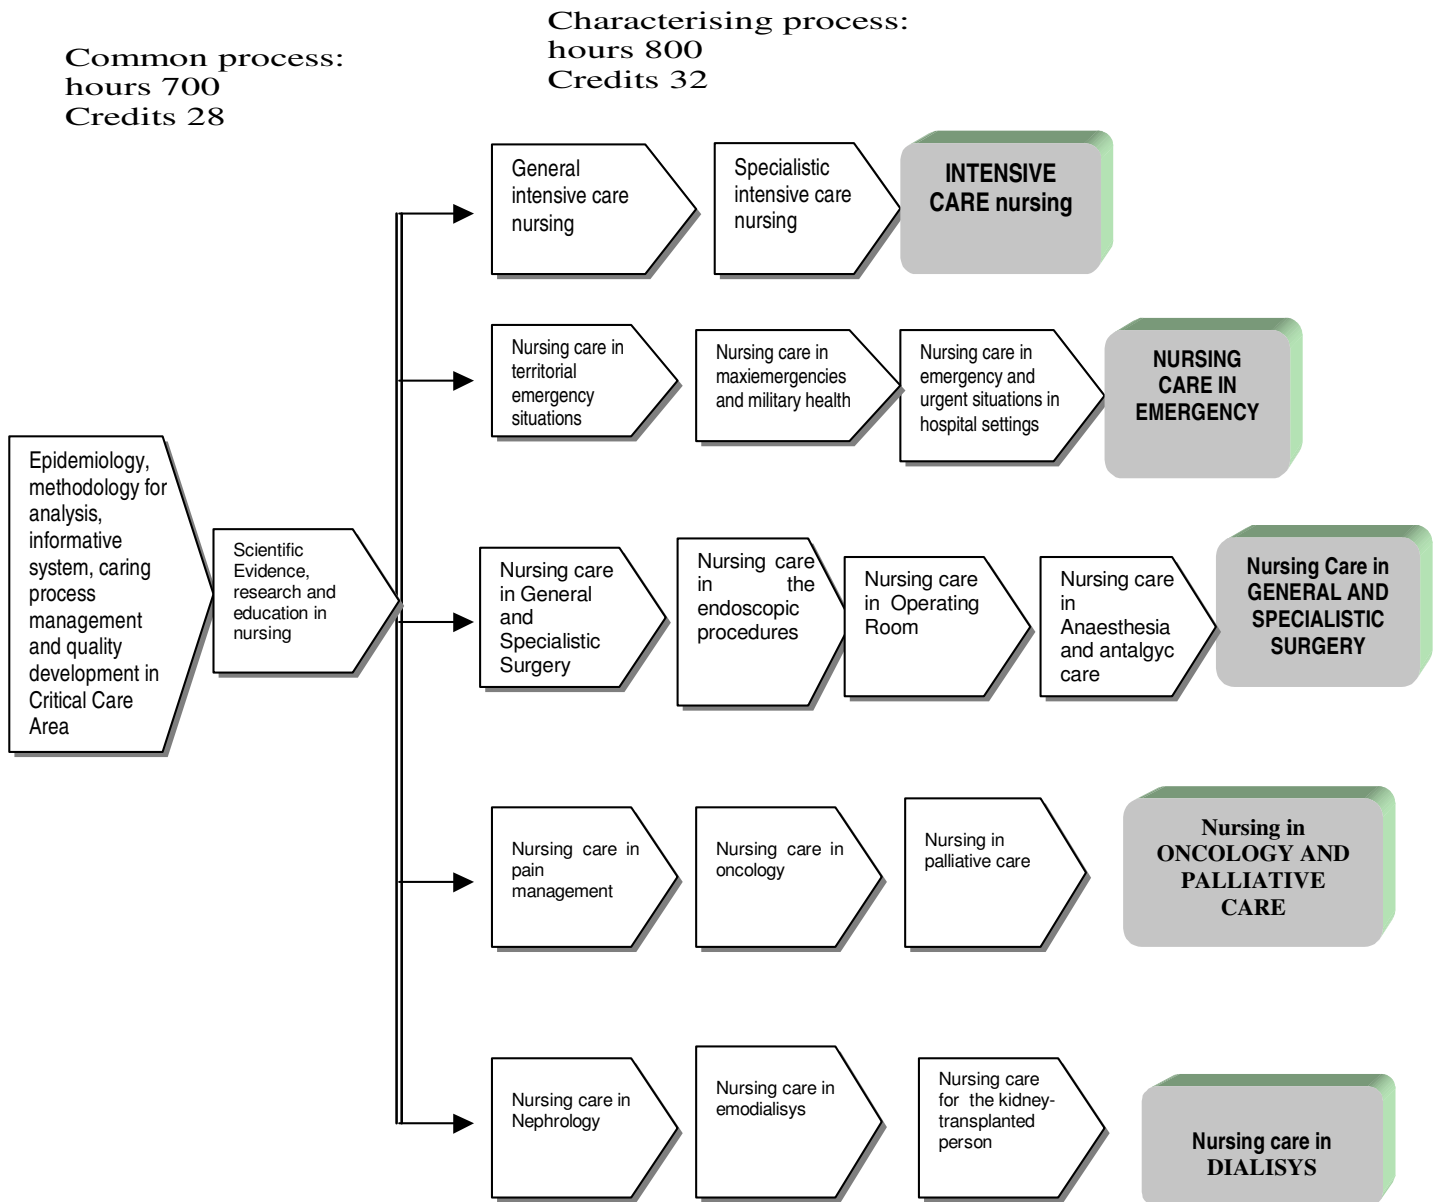 Common process:
hours 700
Credits 28
Characterising process:
hours 800
Credits 32
Epidemiology,
methodology for
analysis,
informative
system, caring
process
management
and quality
development in
Critical Care
Area
Scientific
Evidence,
research and
education in
nursing
General
intensive care
nursing
Specialistic
intensive care
nursing
INTENSIVE
CARE nursing
Nursing care in
territorial
emergency
situations
Nursing care in
maxiemergencies
and military health
Nursing care in
emergency and
urgent situations in
hospital settings
NURSING
CARE IN
EMERGENCY
Nursing care
in General
and
Specialistic
Surgery
Nursing care
in the
endoscopic
procedures
Nursing care
in Operating
Room
Nursing care
in
Anaesthesia
and antalgyc
care
Nursing Care in
GENERAL AND
SPECIALISTIC
SURGERY
Nursing care in
pain
management
Nursing care in
oncology
Nursing in
palliative care
Nursing in
ONCOLOGY AND
PALLIATIVE
CARE
Nursing care in
Nephrology
Nursing care in
emodialisys
Nursing care
for the kidney-
transplanted
person
Nursing care in
DIALISYS